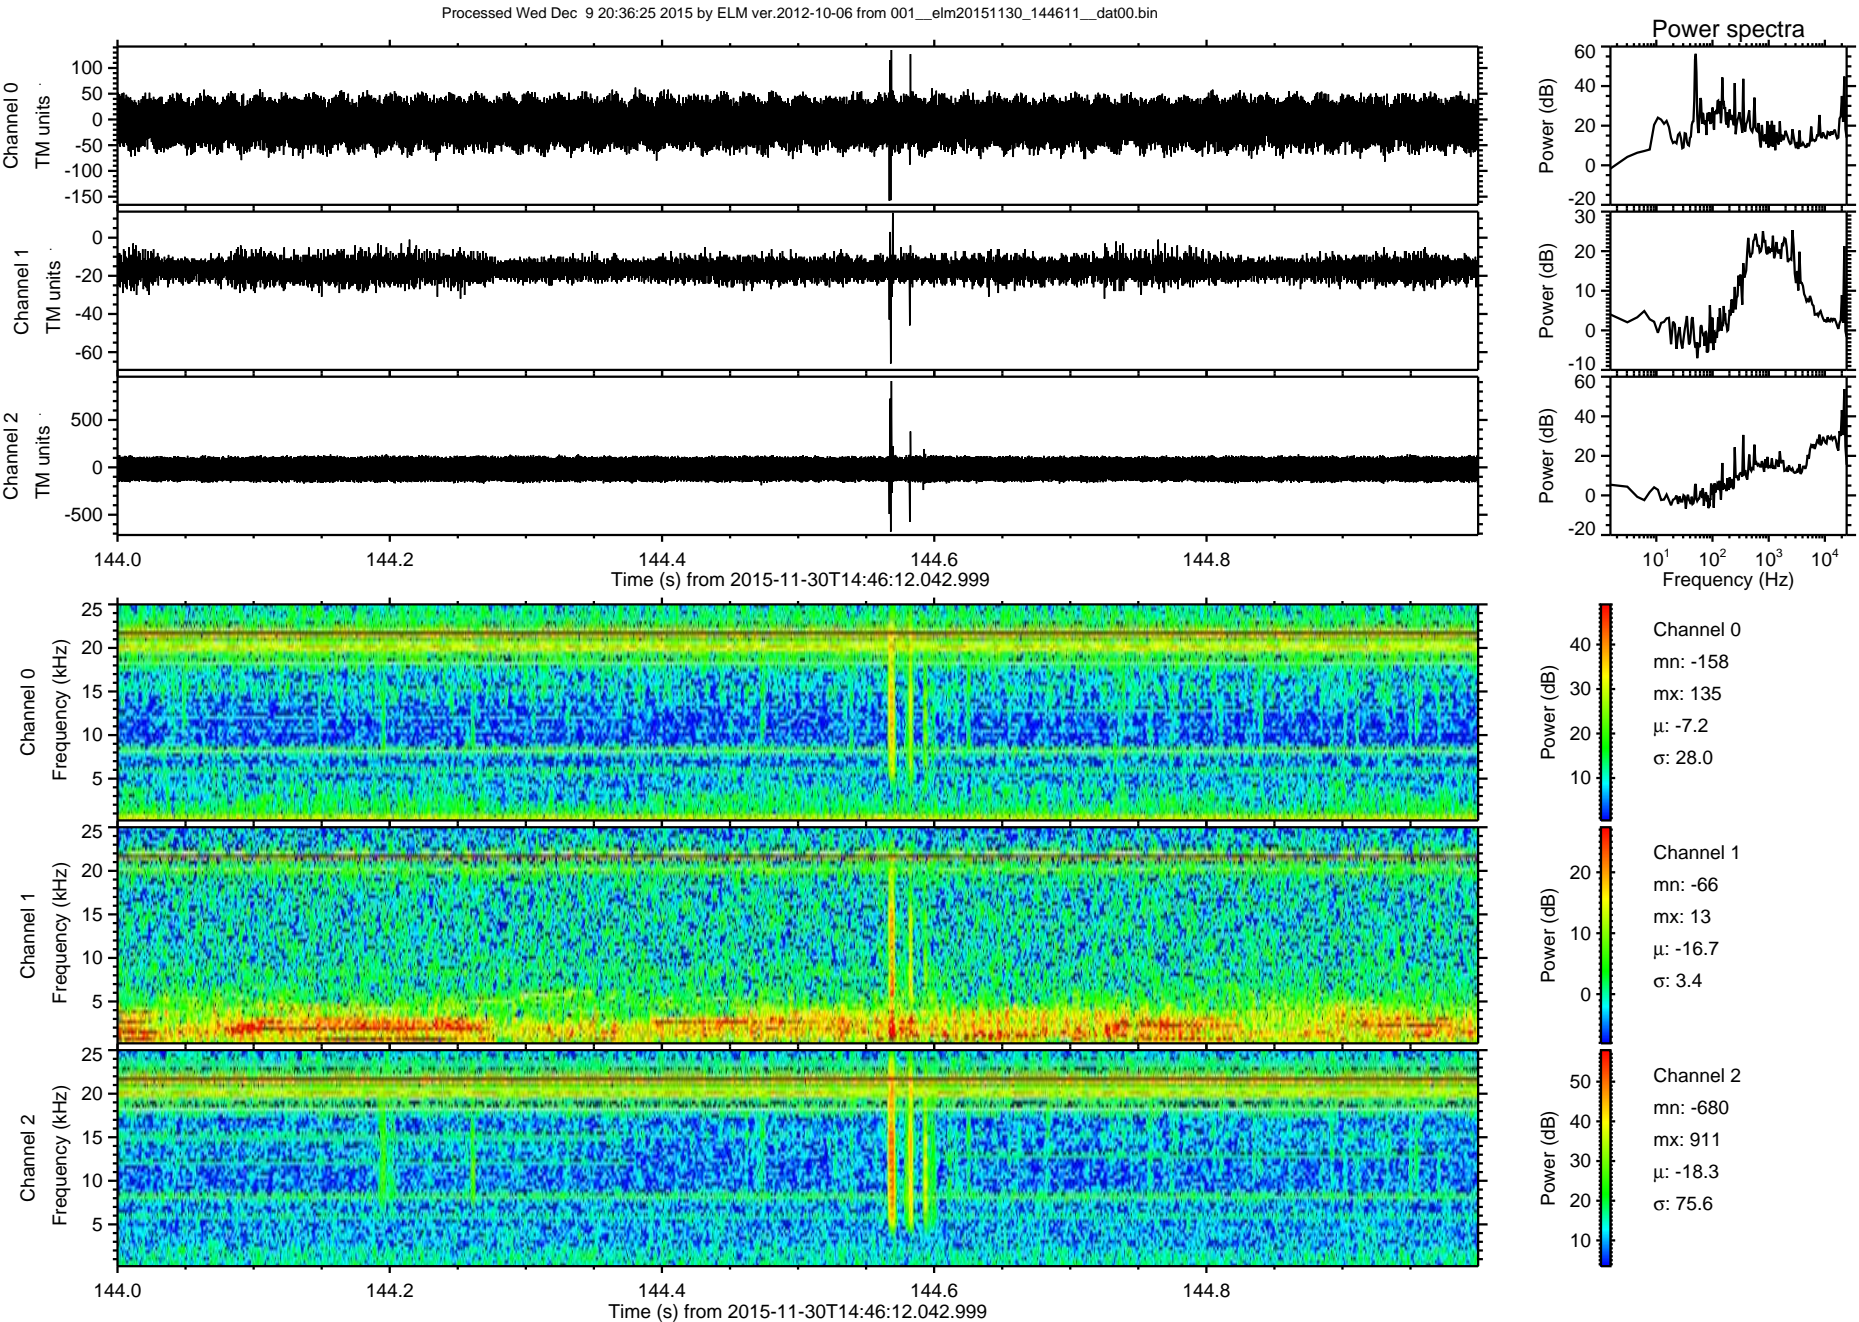 Processed Wed Dec  9 20:36:25 2015 by ELM ver.2012-10-06 from 001__elm20151130_144611__dat00.bin
Power spectra
Channel 0
TM units
100
50
0
-50
-100
-150
Power (dB)
60
40
20
0
-20
Channel 1
TM units
0
-20
-40
-60
Power (dB)
30
20
10
0
-10
Channel 2
TM units
500
0
-500
Power (dB)
60
40
20
0
-20
144.0 144.2 144.4 144.6 144.8
Time (s) from 2015-11-30T14:46:12.042.999
10^1 10^2 10^3 10^4
Frequency (Hz)
Channel 0
Frequency (kHz)
25
20
15
10
5
Power (dB)
40
30
20
10
Channel 0
mn: -158
mx: 135
μ: -7.2
σ: 28.0
Channel 1
Frequency (kHz)
25
20
15
10
5
Power (dB)
20
10
0
Channel 1
mn: -66
mx: 13
μ: -16.7
σ: 3.4
Channel 2
Frequency (kHz)
25
20
15
10
5
Power (dB)
50
40
30
20
10
Channel 2
mn: -680
mx: 911
μ: -18.3
σ: 75.6
144.0 144.2 144.4 144.6 144.8
Time (s) from 2015-11-30T14:46:12.042.999